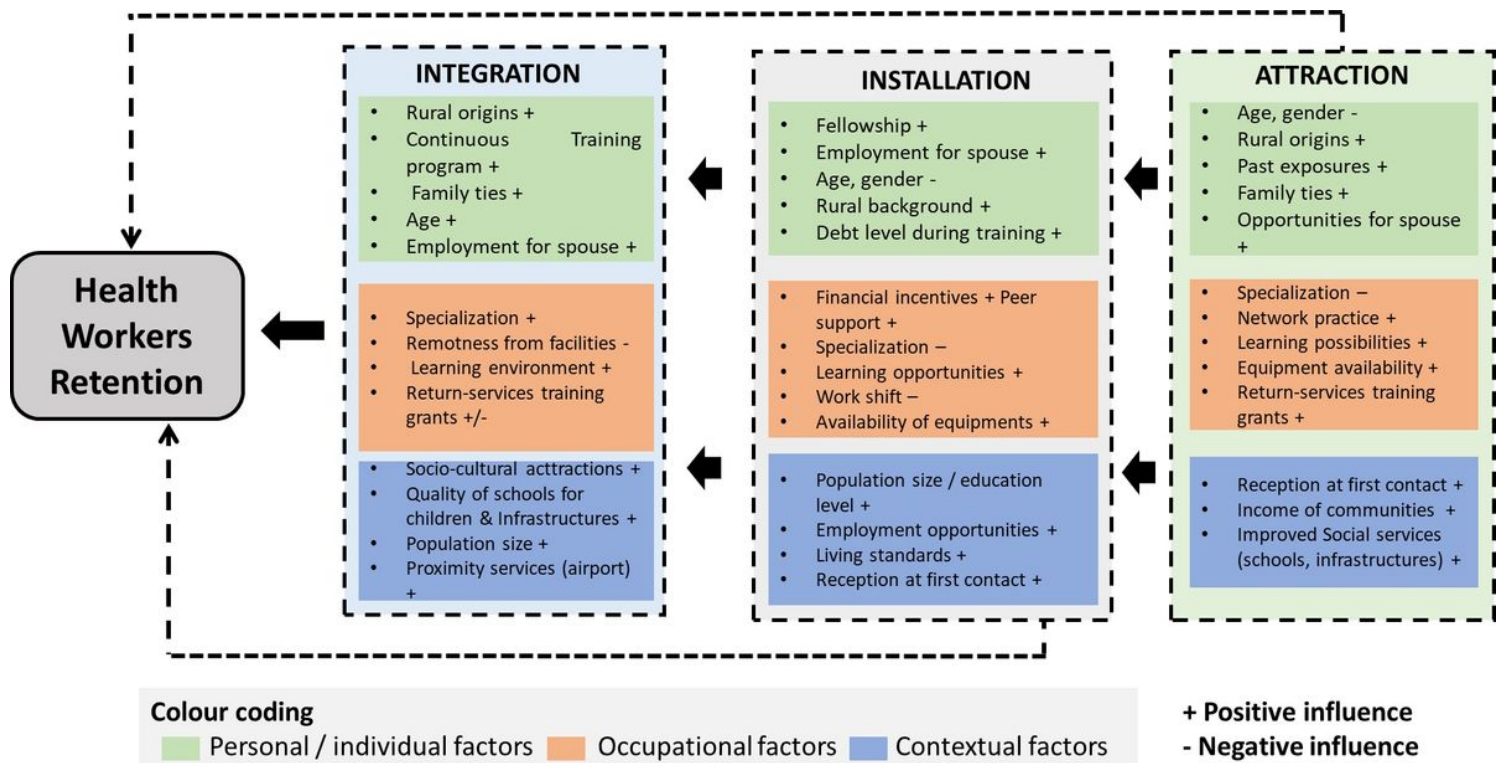 INTEGRATION
• Rural origins +
• Continuous Training
program +
• Family ties +
• Age +
• Employment for spouse +
• Specialization +
• Remotness from facilities -
• Learning environment +
• Return-services training
grants +/-
• Socio-cultural acttractions +
• Quality of schools for
children & Infrastructures +
• Population size +
• Proximity services (airport)
+
INSTALLATION
• Fellowship +
• Employment for spouse +
• Age, gender -
• Rural background +
• Debt level during training +
• Financial incentives + Peer
support +
• Specialization –
• Learning opportunities +
• Work shift –
• Availability of equipments +
• Population size / education
level +
• Employment opportunities +
• Living standards +
• Reception at first contact +
ATTRACTION
• Age, gender -
• Rural origins +
• Past exposures +
• Family ties +
• Opportunities for spouse
+
• Specialization –
• Network practice +
• Learning possibilities +
• Equipment availability +
• Return-services training
grants +
• Reception at first contact +
• Income of communities +
• Improved Social services
(schools, infrastructures) +
Health
Workers
Retention
Colour coding
Personal / individual factors
Occupational factors
Contextual factors
+ Positive influence
- Negative influence